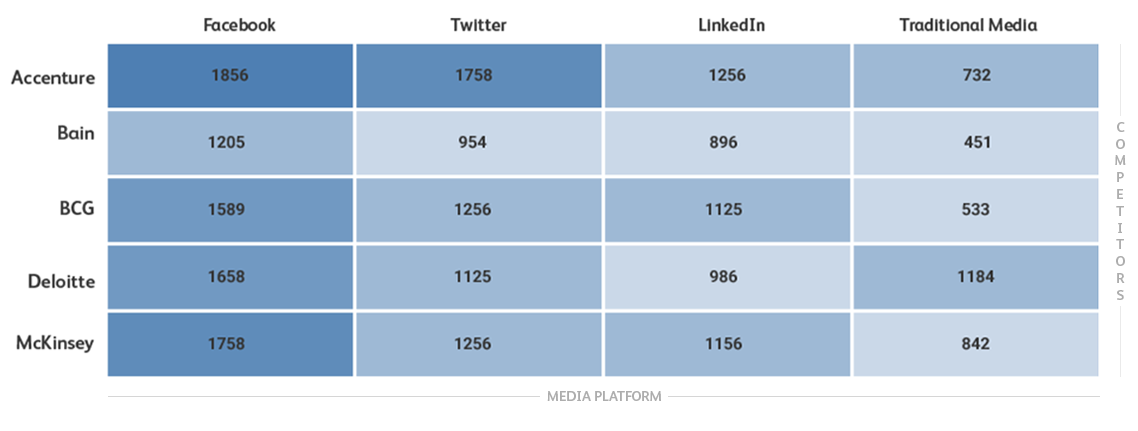 Facebook Twitter LinkedIn Traditional Media
Accenture 1856 1758 1256 732
Bain 1205 954 896 451
BCG 1589 1256 1125 533
Deloitte 1658 1125 986 1184
McKinsey 1758 1256 1156 842
MEDIA PLATFORM
COMPETITORS